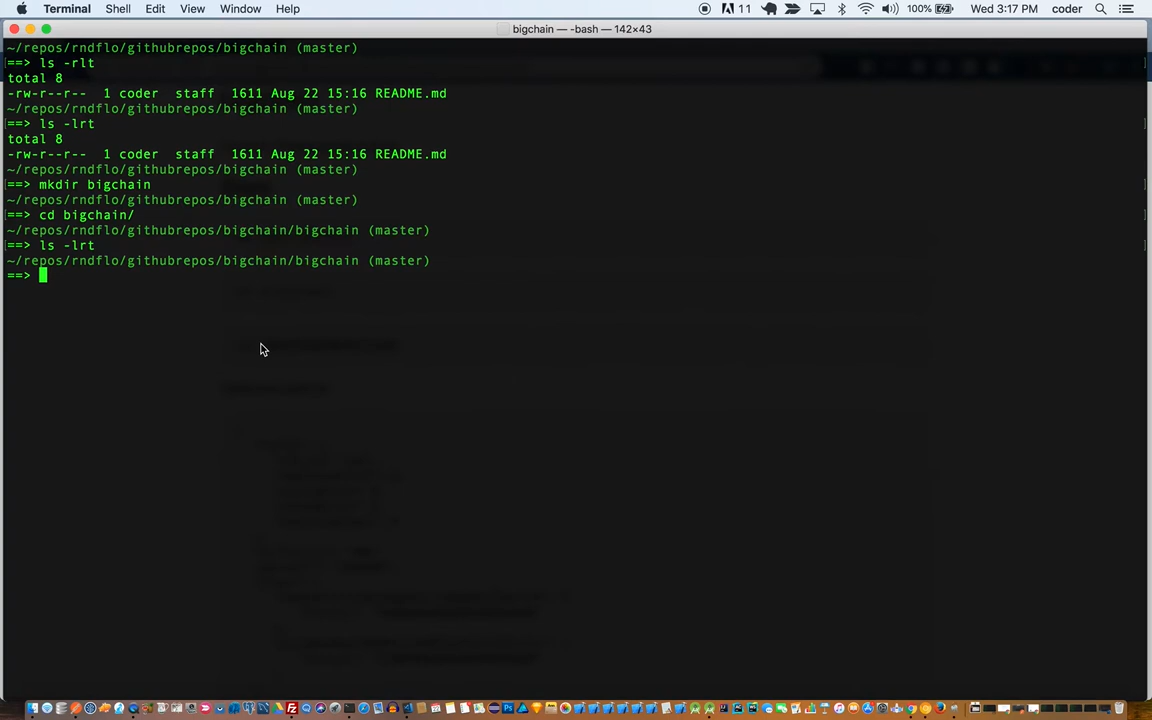 Terminal Shell Edit View Window Help 11 100% Wed 3:17 PM coder
bigchain — -bash — 142×43
~/repos/rndflo/githubrepos/bigchain (master)
[==> ls -rlt
total 8
-rw-r--r-- 1 coder staff 1611 Aug 22 15:16 README.md
~/repos/rndflo/githubrepos/bigchain (master)
[==> ls -lrt
total 8
-rw-r--r-- 1 coder staff 1611 Aug 22 15:16 README.md
~/repos/rndflo/githubrepos/bigchain (master)
[==> mkdir bigchain
~/repos/rndflo/githubrepos/bigchain (master)
[==> cd bigchain/
~/repos/rndflo/githubrepos/bigchain/bigchain (master)
[==> ls -lrt
~/repos/rndflo/githubrepos/bigchain/bigchain (master)
==>